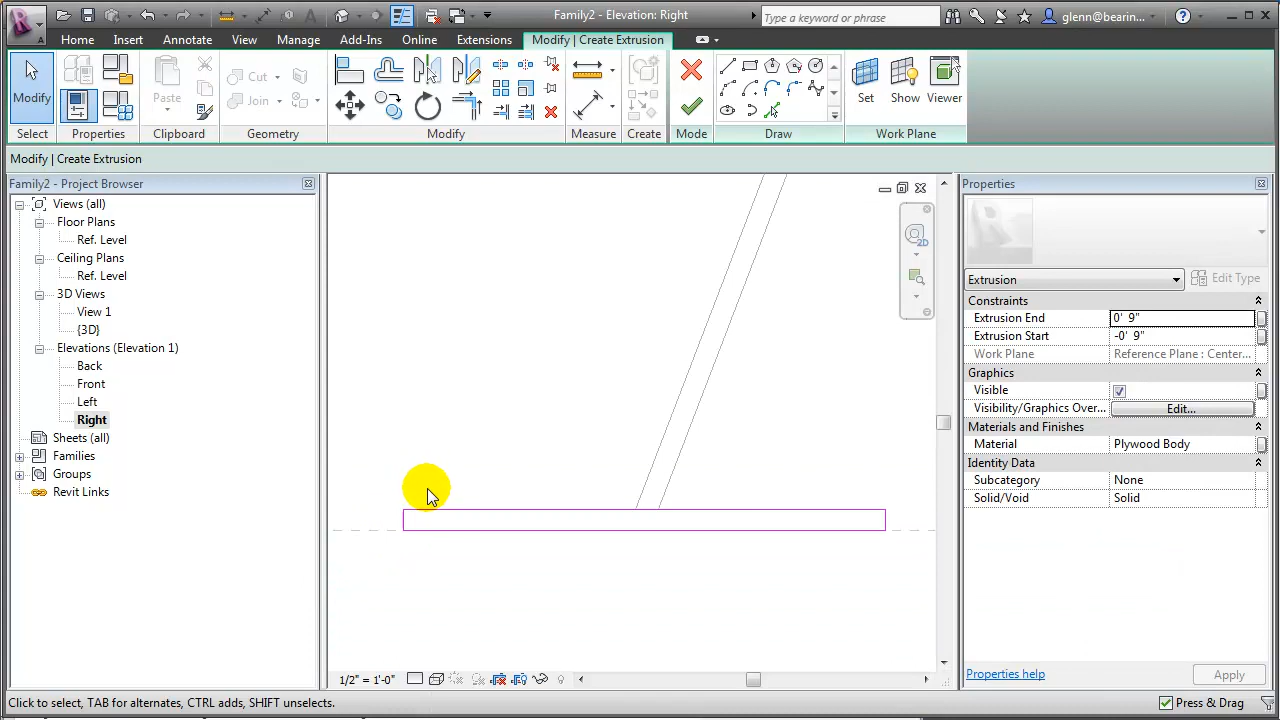 Family2 - Elevation: Right
Type a keyword or phrase
glenn@bearin...
Home
Insert
Annotate
View
Manage
Add-Ins
Online
Extensions
Modify | Create Extrusion
Modify
Paste
Cut
Join
Set
Show
Viewer
Select
Properties
Clipboard
Geometry
Modify
Measure
Create
Mode
Draw
Work Plane
Modify | Create Extrusion
Family2 - Project Browser
Views (all)
Floor Plans
Ref. Level
Ceiling Plans
Ref. Level
3D Views
View 1
{3D}
Elevations (Elevation 1)
Back
Front
Left
Right
Sheets (all)
Families
Groups
Revit Links
2D
1/2" = 1'-0"
Properties
Extrusion
Edit Type
Constraints
Extrusion End 0' 9"
Extrusion Start -0' 9"
Work Plane Reference Plane : Center...
Graphics
Visible
Visibility/Graphics Over... Edit...
Materials and Finishes
Material Plywood Body
Identity Data
Subcategory None
Solid/Void Solid
Properties help
Apply
Click to select, TAB for alternates, CTRL adds, SHIFT unselects.
Press & Drag